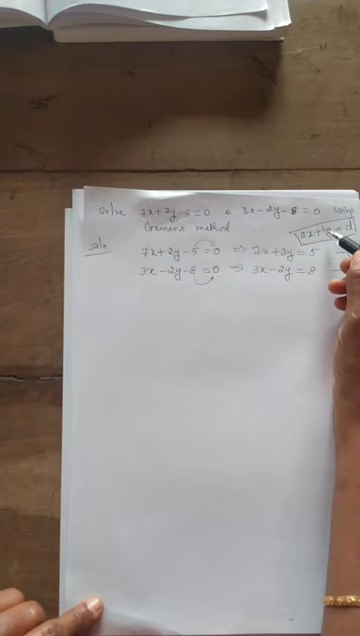 Solve 7x+2y-5=0 & 3x-2y-8=0 using
Cramer's method
ax+by=d
Soln
7x+2y-5=0 ⇒ 7x+2y=5 —
3x-2y-8=0 ⇒ 3x-2y=8 —